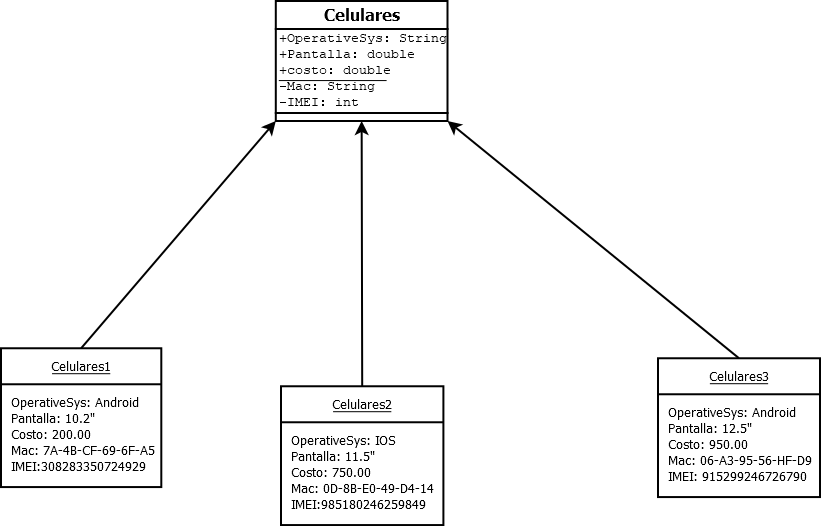 Celulares
+OperativeSys: String
+Pantalla: double
+costo: double
-Mac: String
-IMEI: int
Celulares1
OperativeSys: Android
Pantalla: 10.2"
Costo: 200.00
Mac: 7A-4B-CF-69-6F-A5
IMEI:308283350724929
Celulares2
OperativeSys: IOS
Pantalla: 11.5"
Costo: 750.00
Mac: 0D-8B-E0-49-D4-14
IMEI:985180246259849
Celulares3
OperativeSys: Android
Pantalla: 12.5"
Costo: 950.00
Mac: 06-A3-95-56-HF-D9
IMEI: 915299246726790